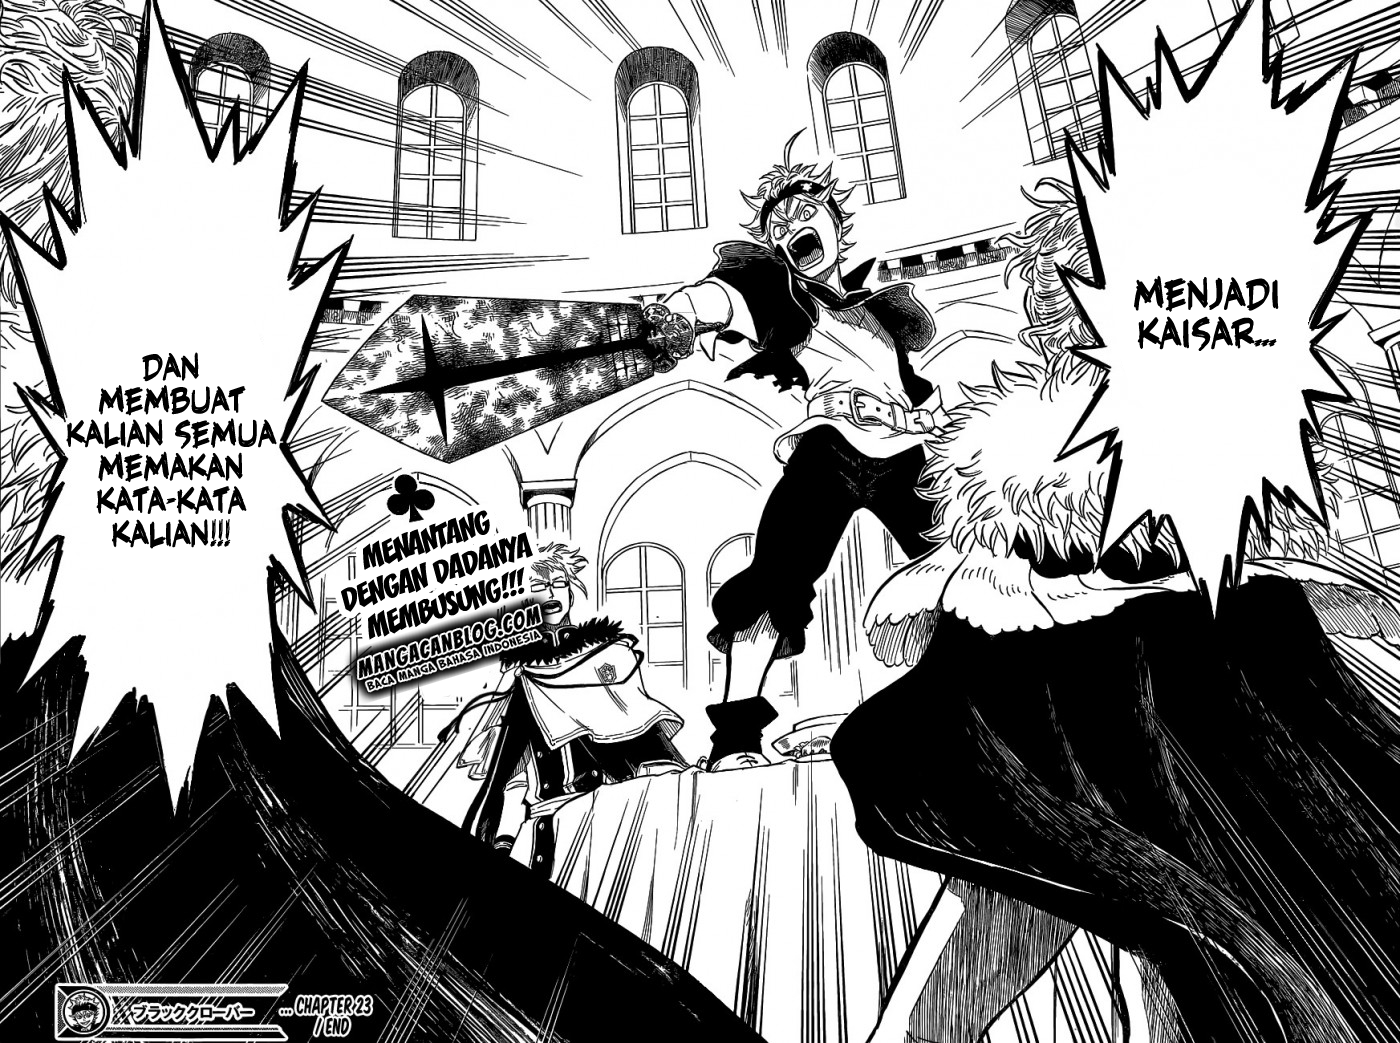 MENJADI
KAISAR...
DAN
MEMBUAT
KALIAN SEMUA
MEMAKAN
KATA-KATA
KALIAN!!!
MENANTANG
DENGAN DADANYA
MEMBUSUNG!!!
MANGACANBLOG.COM
BACA MANGA BAHASA INDONESIA
ブラッククローバー
... CHAPTER 23
/ END